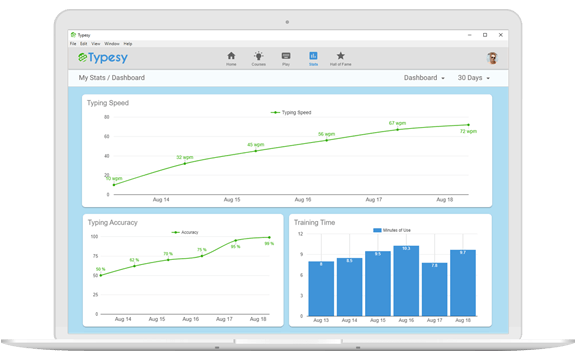 Typesy
File Edit View Window Help
Typesy
Home Courses Play Stats Hall of Fame
My Stats / Dashboard
Dashboard
30 Days
Typing Speed
Typing Speed
80
60
40
20
0
10 wpm
32 wpm
45 wpm
56 wpm
67 wpm
72 wpm
Aug 14 Aug 15 Aug 16 Aug 17 Aug 18
Typing Accuracy
Accuracy
100
75
50
25
0
50 %
62 %
70 %
75 %
95 %
99 %
Aug 14 Aug 15 Aug 16 Aug 17 Aug 18
Training Time
Minutes of Use
12
9
6
3
0
8
8.5
9.5
10.3
7.8
9.7
Aug 13 Aug 14 Aug 15 Aug 16 Aug 17 Aug 18